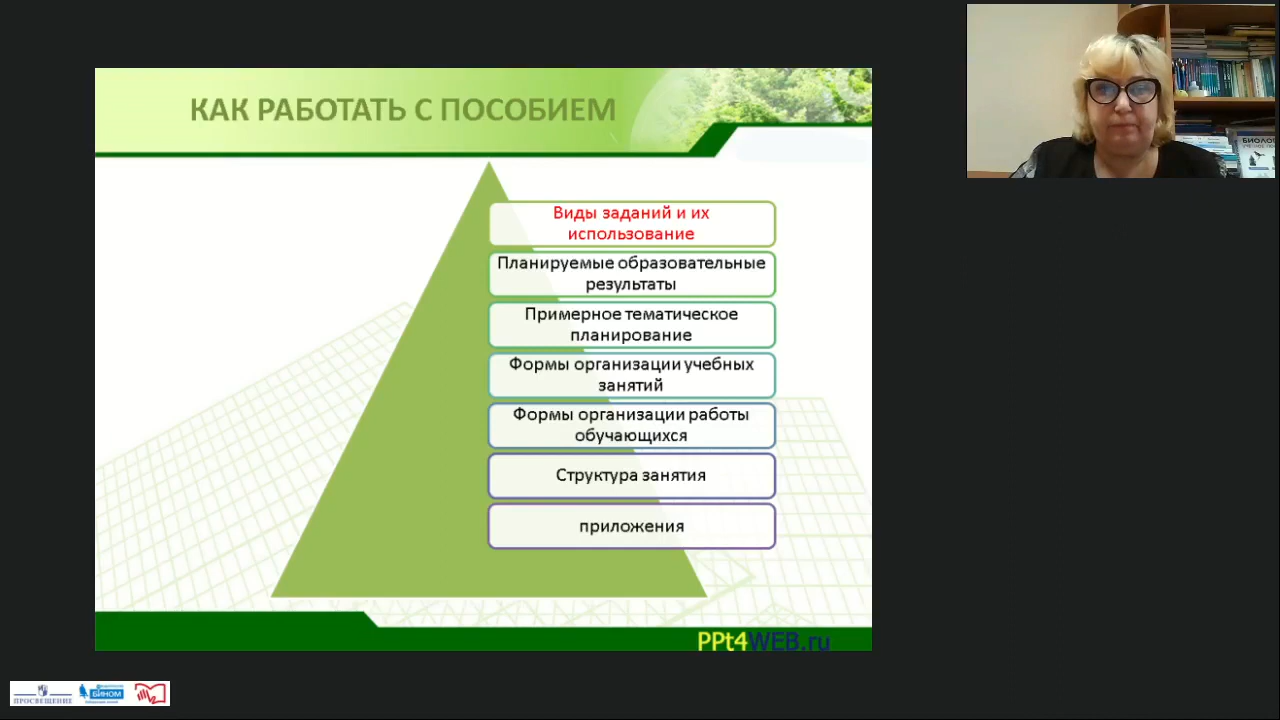 КАК РАБОТАТЬ С ПОСОБИЕМ
Виды заданий и их
использование
Планируемые образовательные
результаты
Примерное тематическое
планирование
Формы организации учебных
занятий
Формы организации работы
обучающихся
Структура занятия
приложения
PPt4WEB.ru
ПРОСВЕЩЕНИЕ
БИНОМ